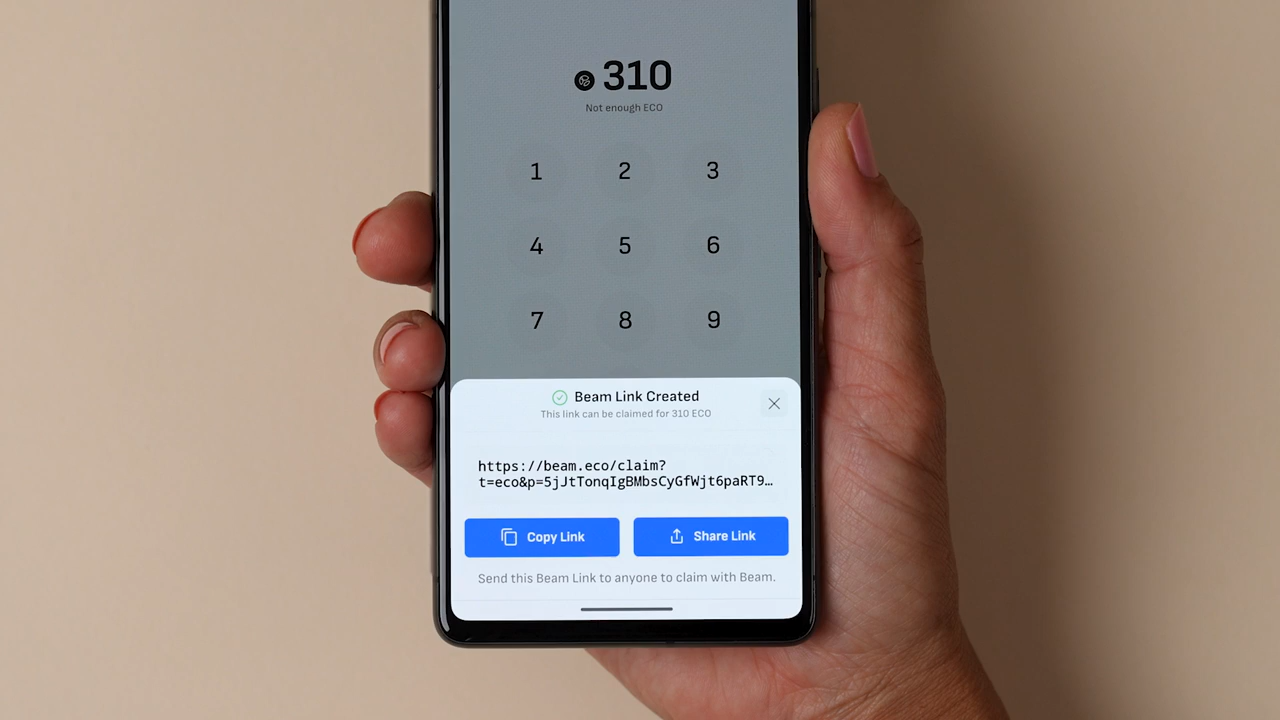 310
Not enough ECO
1 2 3
4 5 6
7 8 9
Beam Link Created
This link can be claimed for 310 ECO
https://beam.eco/claim?
t=eco&p=5jJtTonqIgBMbsCyGfWjt6paRT9…
Copy Link Share Link
Send this Beam Link to anyone to claim with Beam.